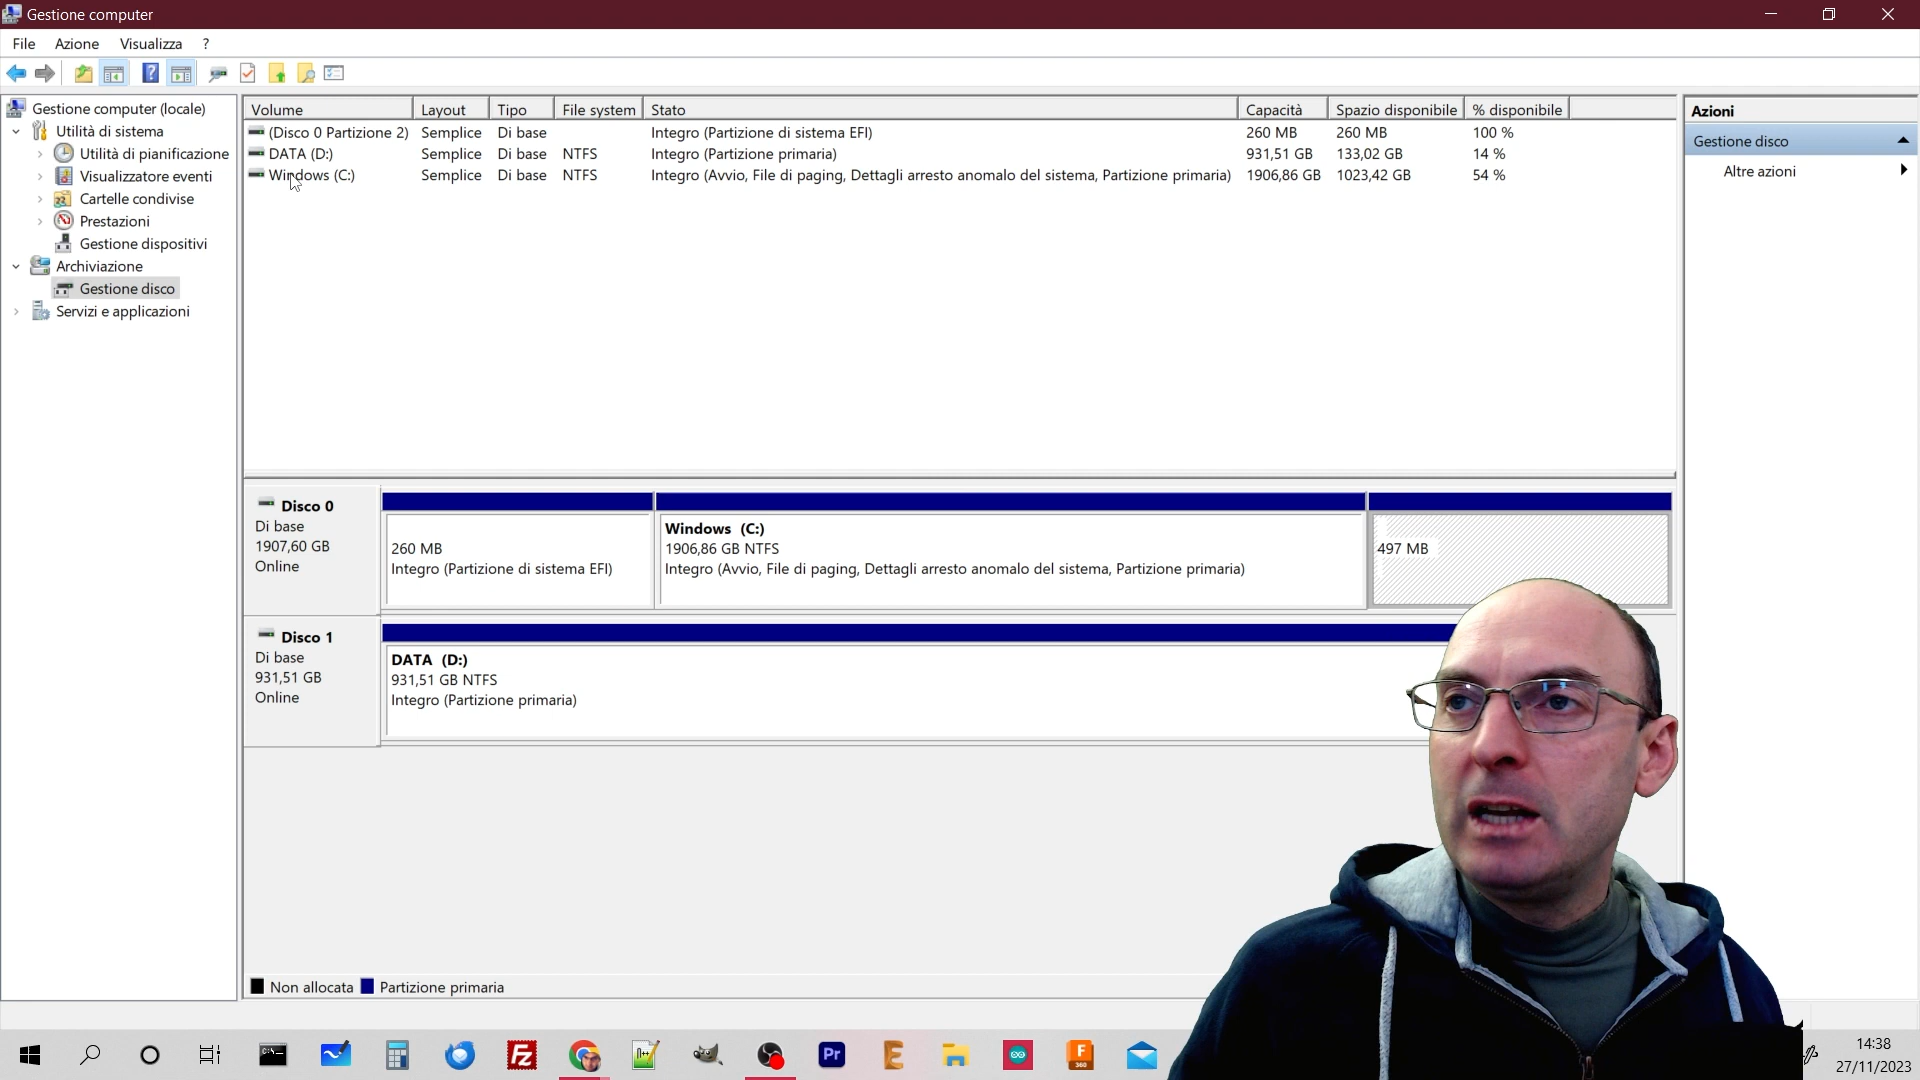 Gestione computer
File Azione Visualizza ?
Gestione computer (locale)
Utilità di sistema
Utilità di pianificazione
Visualizzatore eventi
Cartelle condivise
Prestazioni
Gestione dispositivi
Archiviazione
Gestione disco
Servizi e applicazioni
Volume Layout Tipo File system Stato Capacità Spazio disponibile % disponibile
(Disco 0 Partizione 2) Semplice Di base Integro (Partizione di sistema EFI) 260 MB 260 MB 100 %
DATA (D:) Semplice Di base NTFS Integro (Partizione primaria) 931,51 GB 133,02 GB 14 %
Windows (C:) Semplice Di base NTFS Integro (Avvio, File di paging, Dettagli arresto anomalo del sistema, Partizione primaria) 1906,86 GB 1023,42 GB 54 %
Azioni
Gestione disco
Altre azioni
Disco 0
Di base
1907,60 GB
Online
260 MB
Integro (Partizione di sistema EFI)
Windows (C:)
1906,86 GB NTFS
Integro (Avvio, File di paging, Dettagli arresto anomalo del sistema, Partizione primaria)
497 MB
Disco 1
Di base
931,51 GB
Online
DATA (D:)
931,51 GB NTFS
Integro (Partizione primaria)
Non allocata Partizione primaria
C:\_
FZ
Pr
E
F
360
14:38
27/11/2023